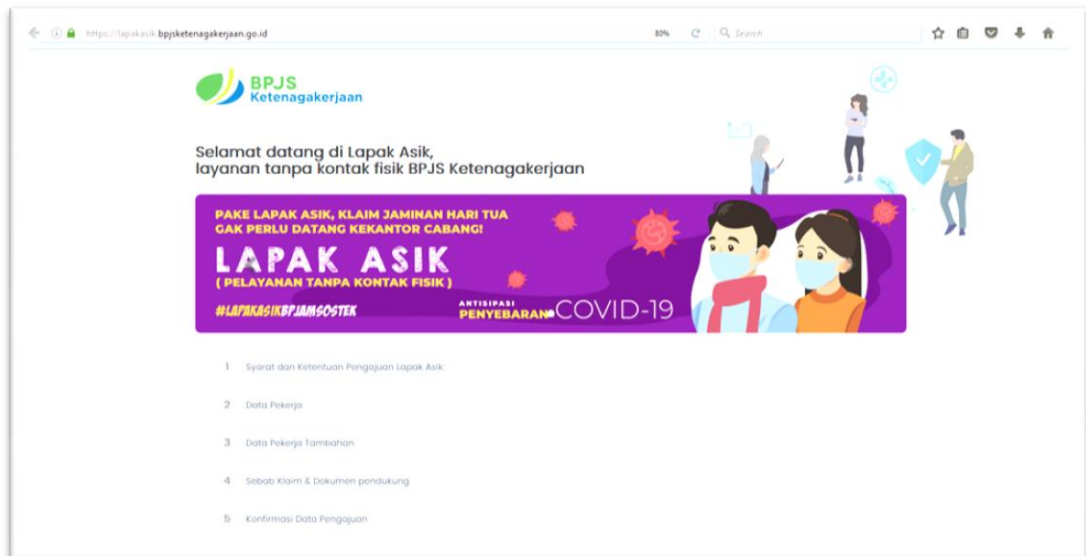 https://lapakasik.bpjsketenagakerjaan.go.id
80%
Search
BPJS
Ketenagakerjaan
Selamat datang di Lapak Asik,
layanan tanpa kontak fisik BPJS Ketenagakerjaan
PAKE LAPAK ASIK, KLAIM JAMINAN HARI TUA
GAK PERLU DATANG KEKANTOR CABANG!
LAPAK ASIK
( PELAYANAN TANPA KONTAK FISIK )
#LAPAKASIKBPJAMSOSTEK
ANTISIPASI
PENYEBARAN COVID-19
1 Syarat dan Ketentuan Pengajuan Lapak Asik
2 Data Pekerja
3 Data Pekerja Tambahan
4 Sebab Klaim & Dokumen pendukung
5 Konfirmasi Data Pengajuan